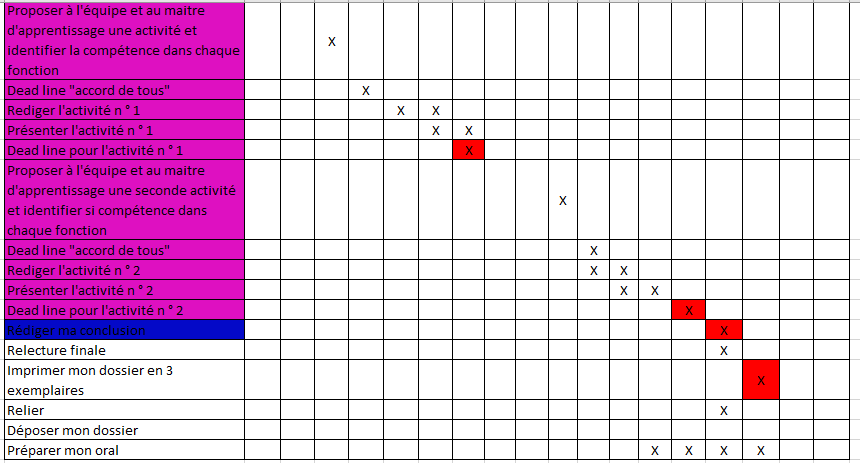 Proposer à l'équipe et au maitre
d'apprentissage une activité et
identifier la compétence dans chaque
fonction
X
Dead line "accord de tous"
X
Rediger l'activité n ° 1
X X
Présenter l'activité n ° 1
X X
Dead line pour l'activité n ° 1
X
Proposer à l'équipe et au maitre
d'apprentissage une seconde activité
et identifier si compétence dans
chaque fonction
X
Dead line "accord de tous"
X
Rediger l'activité n ° 2
X X
Présenter l'activité n ° 2
X X
Dead line pour l'activité n ° 2
X
Rédiger ma conclusion
X
Relecture finale
X
Imprimer mon dossier en 3
exemplaires
X
Relier
X
Déposer mon dossier
Préparer mon oral
X X X X